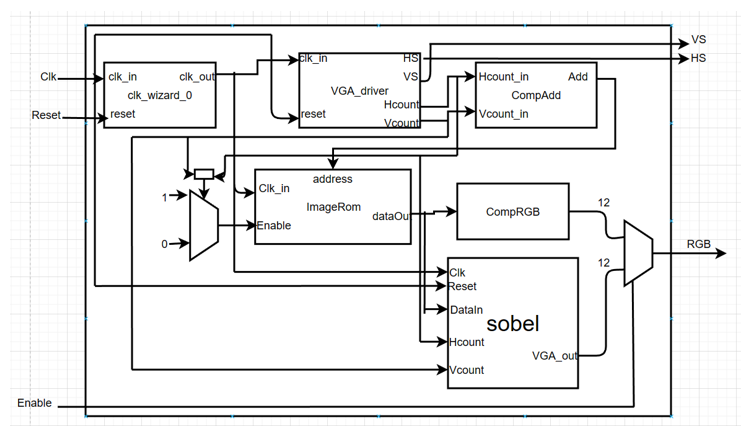 VS
HS
Clk
Reset
clk_in
clk_out
clk_wizard_0
reset
clk_in
HS
VS
VGA_driver
Hcount
reset
Vcount
Hcount_in
Add
CompAdd
Vcount_in
1
0
address
Clk_in
ImageRom
dataOut
Enable
CompRGB
12
12
RGB
Clk
Reset
DataIn
sobel
Hcount
VGA_out
Vcount
Enable